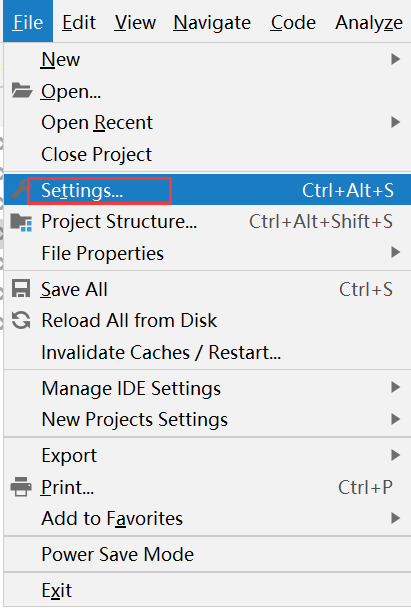 File Edit View Navigate Code Analyze
New
Open...
Open Recent
Close Project
Settings... Ctrl+Alt+S
Project Structure... Ctrl+Alt+Shift+S
File Properties
Save All Ctrl+S
Reload All from Disk
Invalidate Caches / Restart...
Manage IDE Settings
New Projects Settings
Export
Print... Ctrl+P
Add to Favorites
Power Save Mode
Exit